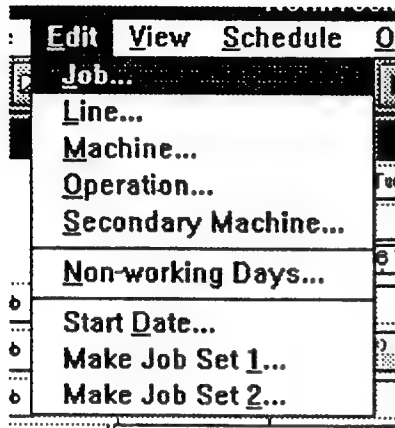 Edit View Schedule O
Job...
Line...
Machine...
Operation...
Secondary Machine...
Non-working Days...
Start Date...
Make Job Set 1...
Make Job Set 2...